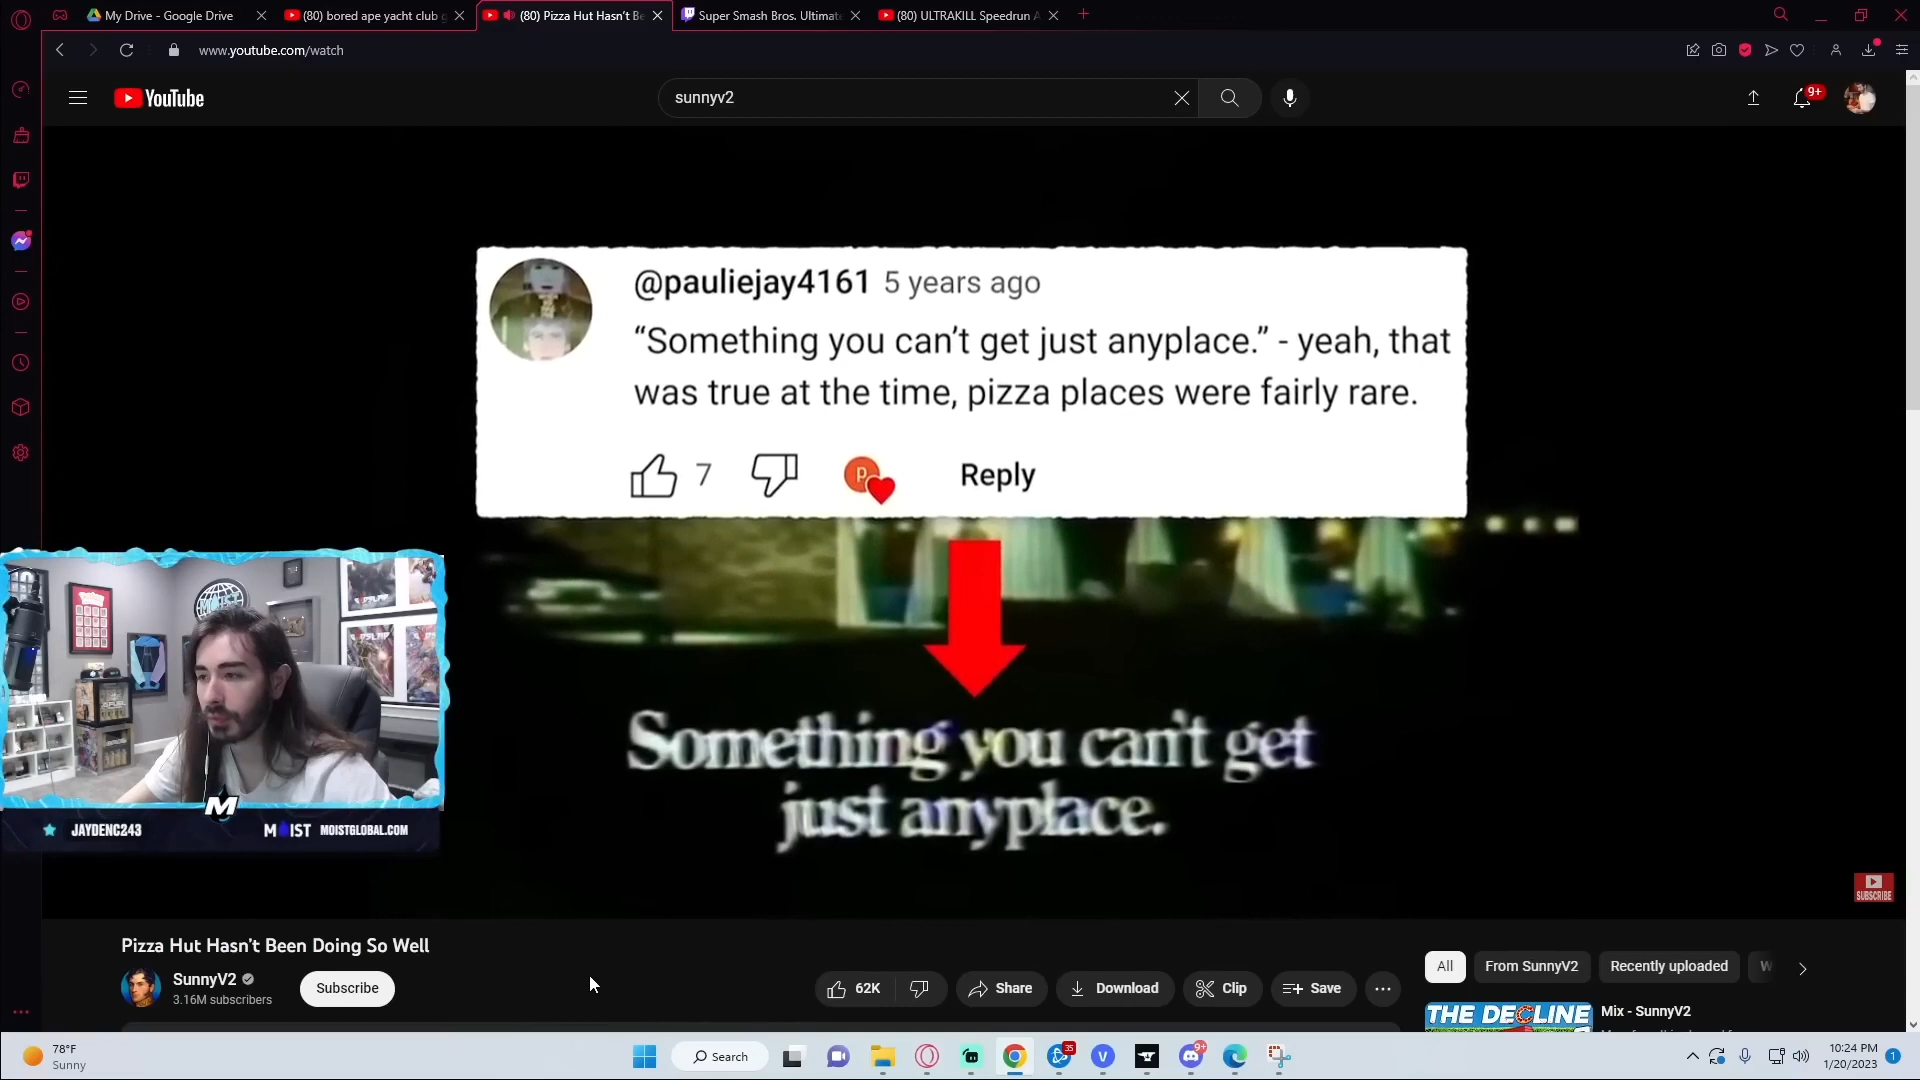 My Drive - Google Drive
(80) bored ape yacht club g
(80) Pizza Hut Hasn't Be
Super Smash Bros. Ultimate
(80) ULTRAKILL Speedrun A
www.youtube.com/watch
YouTube
sunnyv2
9+
@pauliejay4161 5 years ago
“Something you can’t get just anyplace.” - yeah, that
was true at the time, pizza places were fairly rare.
7
p
Reply
Something you can't get
just anyplace.
MOIST
M
JAYDENC243
MOIST
MOISTGLOBAL.COM
SUBSCRIBE
Pizza Hut Hasn’t Been Doing So Well
SunnyV2
3.16M subscribers
Subscribe
62K
Share
Download
Clip
Save
All
From SunnyV2
Recently uploaded
W
THE DECLINE
Mix - SunnyV2
78°F
Sunny
Search
35
V
9+
10:24 PM
1/20/2023
1